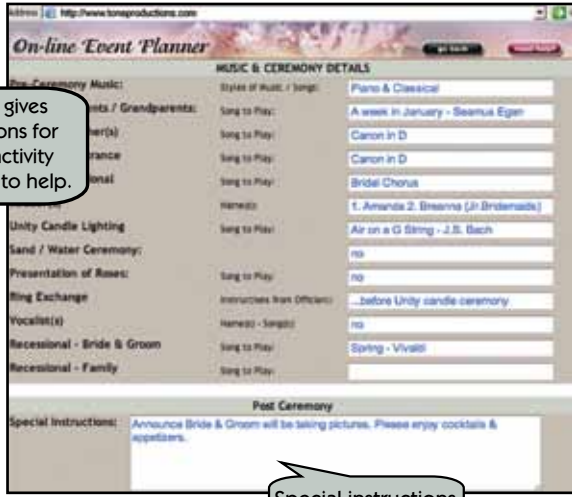 Address http://www.toneproductions.com
On-line Event Planner
go back
MUSIC & CEREMONY DETAILS
Pre-Ceremony Music: Styles of Music / Songs: Piano & Classical
ents / Grandparents: Song to Play: A week in January - Seamus Egan
er(s) Song to Play: Canon in D
rance Song to Play: Canon in D
onal Song to Play: Bridal Chorus
Name(s): 1. Amanda 2. Breanna (Jr Bridemaids)
Unity Candle Lighting Song to Play: Air on a G String - J.S. Bach
Sand / Water Ceremony: no
Presentation of Roses: Song to Play: no
Ring Exchange Instructions from Officiant: ...before Unity candle ceremony
Vocalist(s) Name(s) - Song(s): no
Recessional - Bride & Groom Song to Play: Spring - Vivaldi
Recessional - Family Song to Play:
gives
ons for
activity
to help.
Post Ceremony
Special Instructions: Announce Bride & Groom will be taking pictures. Please enjoy cocktails &
appetizers.
Special instructions